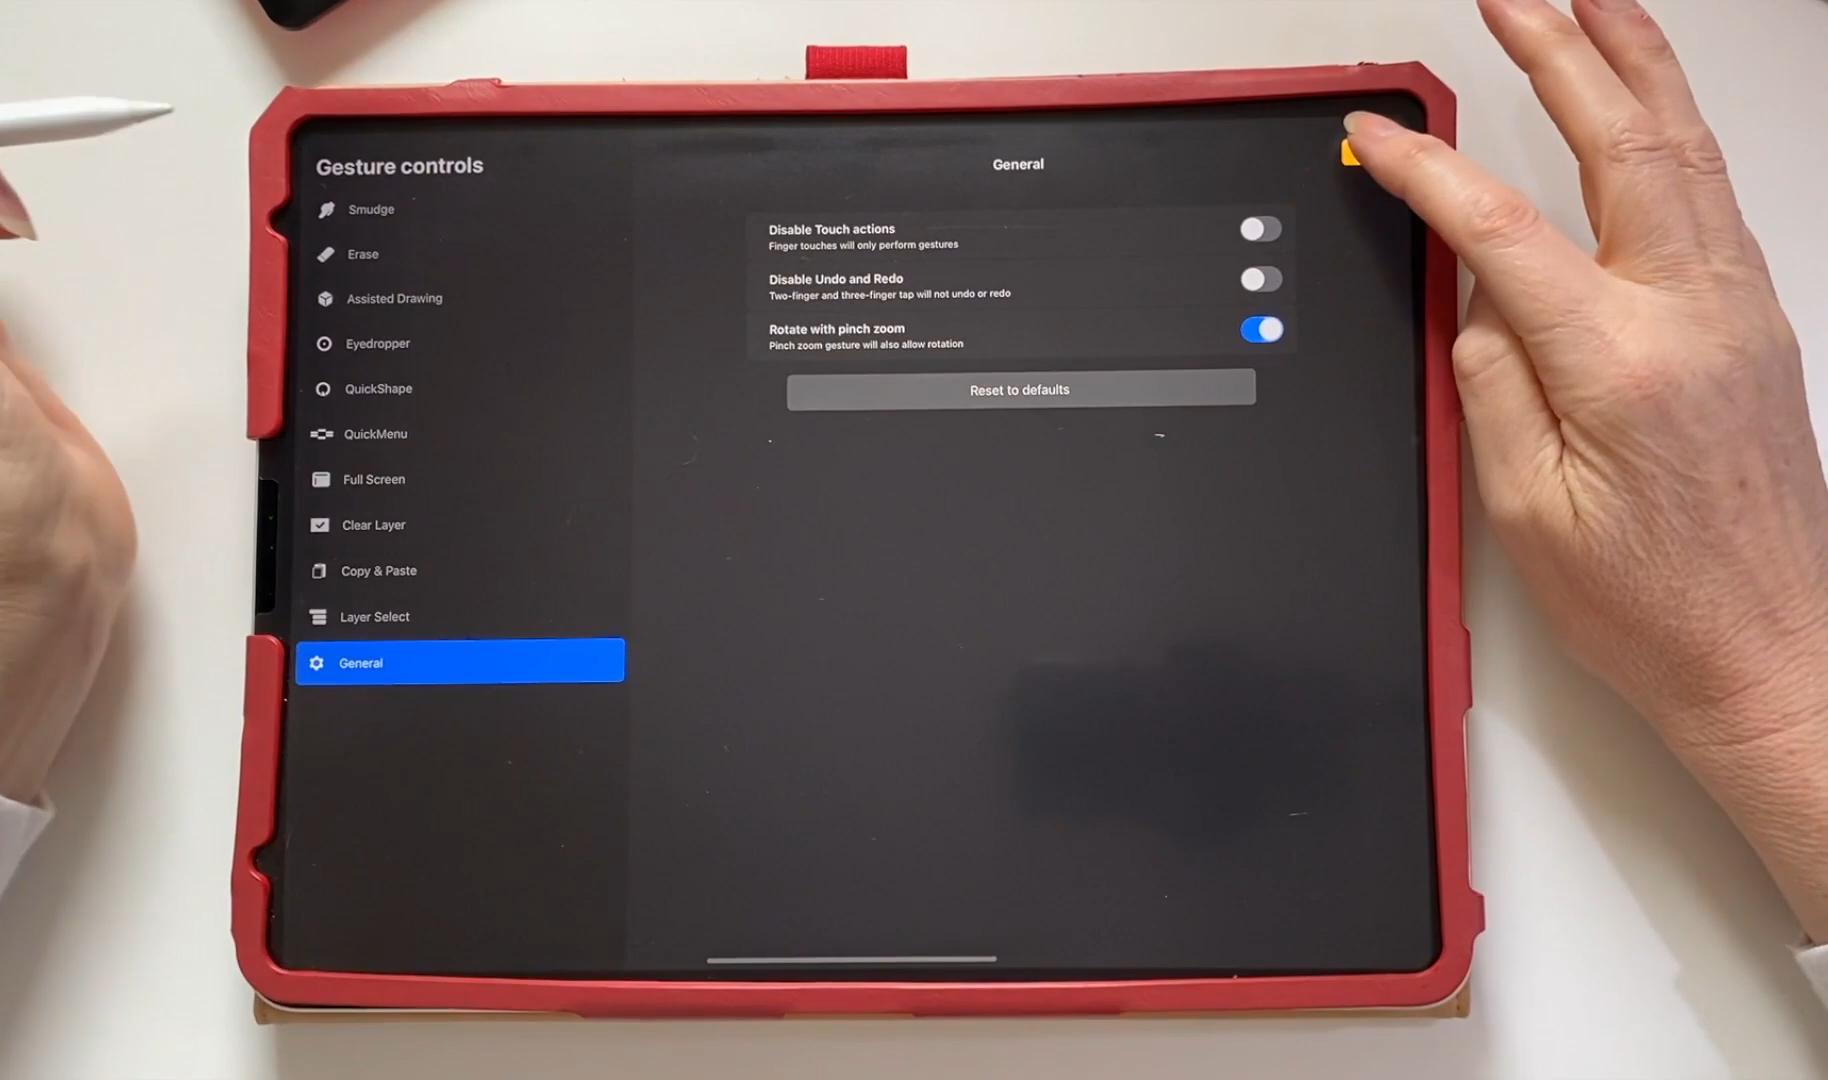 Gesture controls
Smudge
Erase
Assisted Drawing
Eyedropper
QuickShape
QuickMenu
Full Screen
Clear Layer
Copy & Paste
Layer Select
General
General
Disable Touch actions
Finger touches will only perform gestures
Disable Undo and Redo
Two-finger and three-finger tap will not undo or redo
Rotate with pinch zoom
Pinch zoom gesture will also allow rotation
Reset to defaults